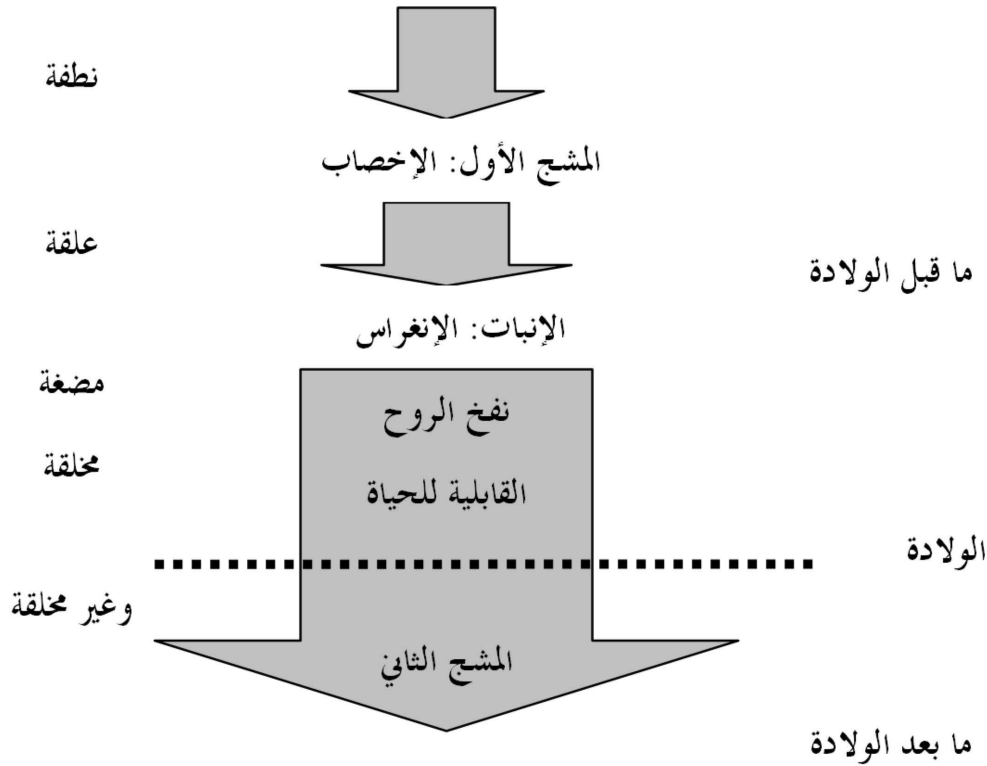 نطفة
المشج الأول: الإخصاب
علقة
ما قبل الولادة
الإنبات: الإنغراس
مضغة
نفخ الروح
مخلقة
القابلية للحياة
الولادة
وغير مخلقة
المشج الثاني
ما بعد الولادة